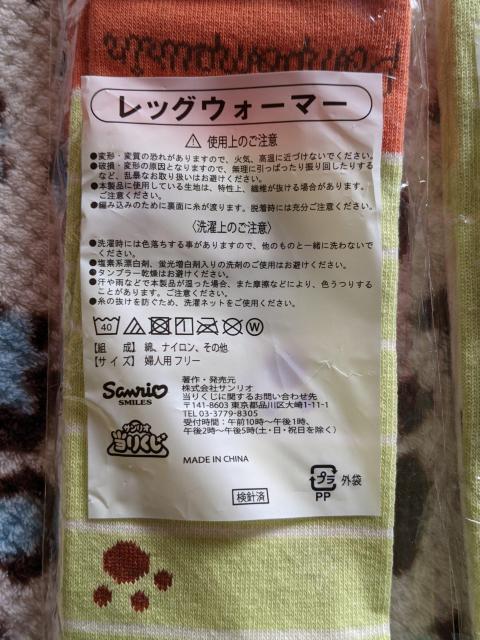 Pompompurin
レッグウォーマー
使用上のご注意
●変形・変質の恐れがありますので、火気、高温に近づけないでください。
●破損・変形の原因となりますので、無理に引っぱったり振り回したりする
など、乱暴なお取り扱いはお避けください。
●本製品に使用している生地は、特性上、繊維が抜ける場合があります。
ご注意ください。
●編み込みのために裏面に糸が渡ります。脱着時には充分ご注意ください。
〈洗濯上のご注意〉
●洗濯時には色落ちする事がありますので、他のものと一緒に洗わないで
ください。
●塩素系漂白剤、蛍光増白剤入りの洗剤のご使用はお避けください。
●タンブラー乾燥はお避けください。
●汗や雨などで本製品が湿った場合、また摩擦などにより、色うつりする
ことがあります。ご注意ください。
●糸の抜けを防ぐため、洗濯ネットをご使用ください。
40 W
【組 成】 綿、ナイロン、その他
【サイズ】 婦人用フリー
Sanrio
SMILES
サンリオ
当りくじ
著作・発売元
株式会社サンリオ
当りくじに関するお問い合わせ先
〒141-8603 東京都品川区大崎1-11-1
TEL 03-3779-8305
受付時間:午前10時~午後1時、
午後2時~午後5時(土・日・祝日を除く)
MADE IN CHINA
検針済
プラ 外袋
PP